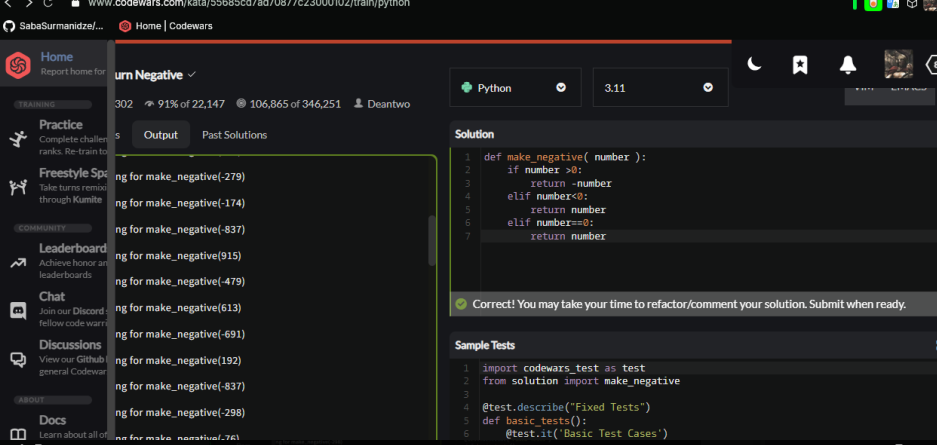 www.codewars.com/kata/55685cd7ad70877c23000102/train/python
SabaSurmanidze/...
Home | Codewars
Home
Report home for
TRAINING
Practice
Complete challen
ranks. Re-train to
Freestyle Spa
Take turns remixi
through Kumite
COMMUNITY
Leaderboard
Achieve honor an
leaderboards
Chat
Join our Discord
fellow code warri
Discussions
View our Github
general Codewar
ABOUT
Docs
Learn about all of
urn Negative
302 91% of 22,147 106,865 of 346,251 Deantwo
s Output Past Solutions
ng for make_negative(-279)
ng for make_negative(-174)
ng for make_negative(-837)
ng for make_negative(915)
ng for make_negative(-479)
ng for make_negative(613)
ng for make_negative(-691)
ng for make_negative(192)
ng for make_negative(-837)
ng for make_negative(-298)
ng for make_negative(-76)
Python
3.11
Solution
1 def make_negative( number ):
2 if number >0:
3 return -number
4 elif number<0:
5 return number
6 elif number==0:
7 return number
Correct! You may take your time to refactor/comment your solution. Submit when ready.
Sample Tests
1 import codewars_test as test
2 from solution import make_negative
3
4 @test.describe("Fixed Tests")
5 def basic_tests():
6 @test.it('Basic Test Cases')